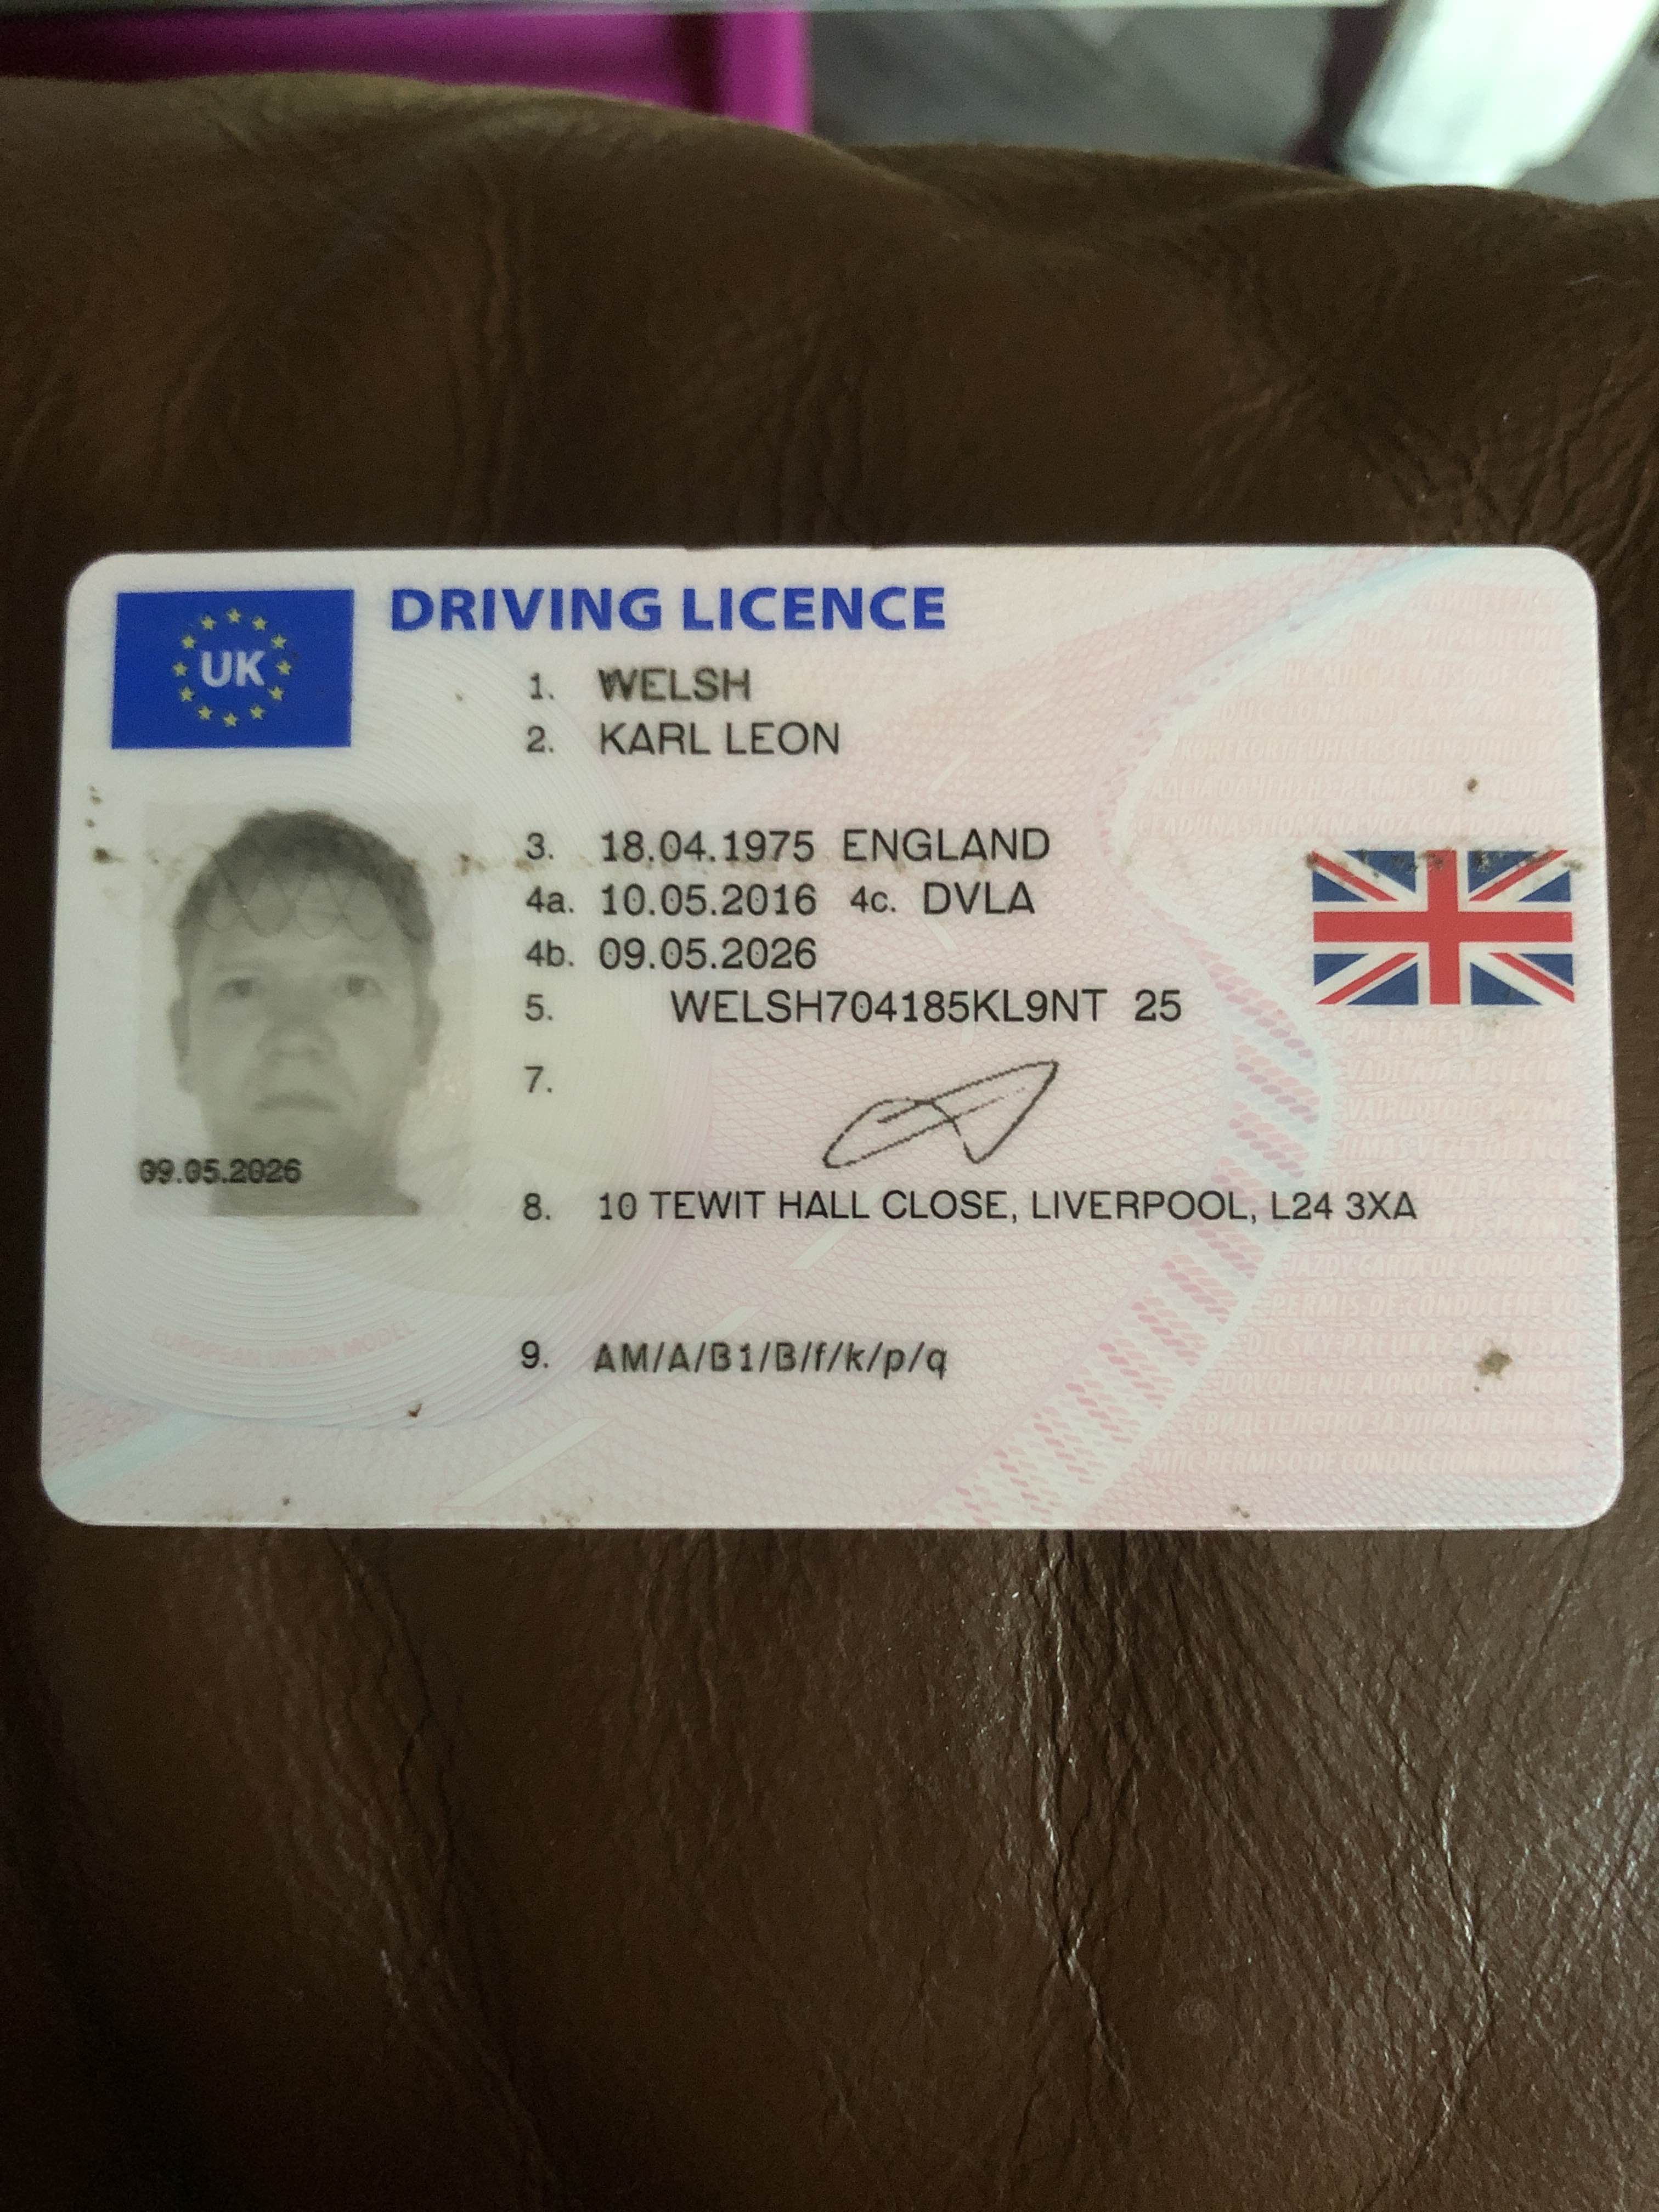 UK
DRIVING LICENCE
1. WELSH
2. KARL LEON
3. 18.04.1975 ENGLAND
4a. 10.05.2016 4c. DVLA
4b. 09.05.2026
5. WELSH704185KL9NT 25
7.
09.05.2026
8. 10 TEWIT HALL CLOSE, LIVERPOOL, L24 3XA
9. AM/A/B1/B/f/k/p/q
EUROPEAN UNION MODEL